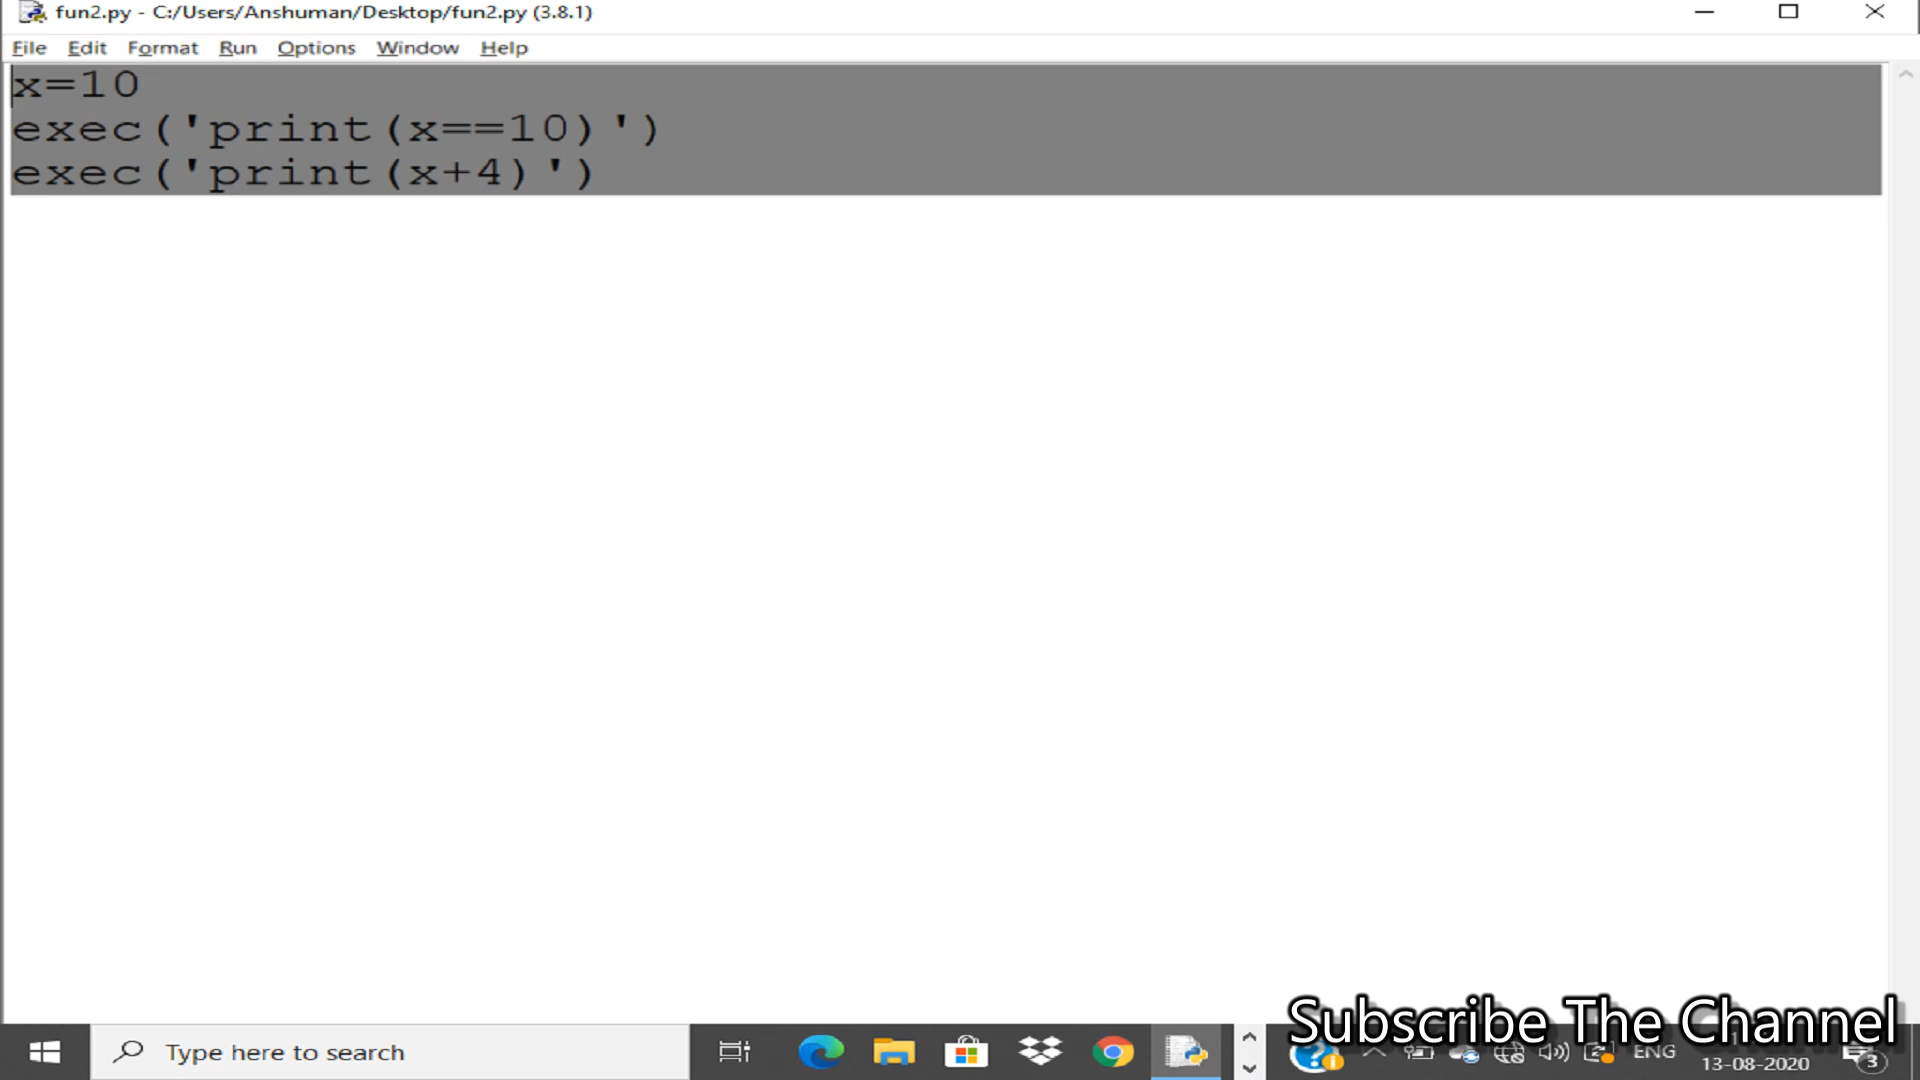 fun2.py - C:/Users/Anshuman/Desktop/fun2.py (3.8.1)
File Edit Format Run Options Window Help
x=10
exec('print(x==10)')
exec('print(x+4)')
Subscribe The Channel
Type here to search
ENG
13-08-2020
3